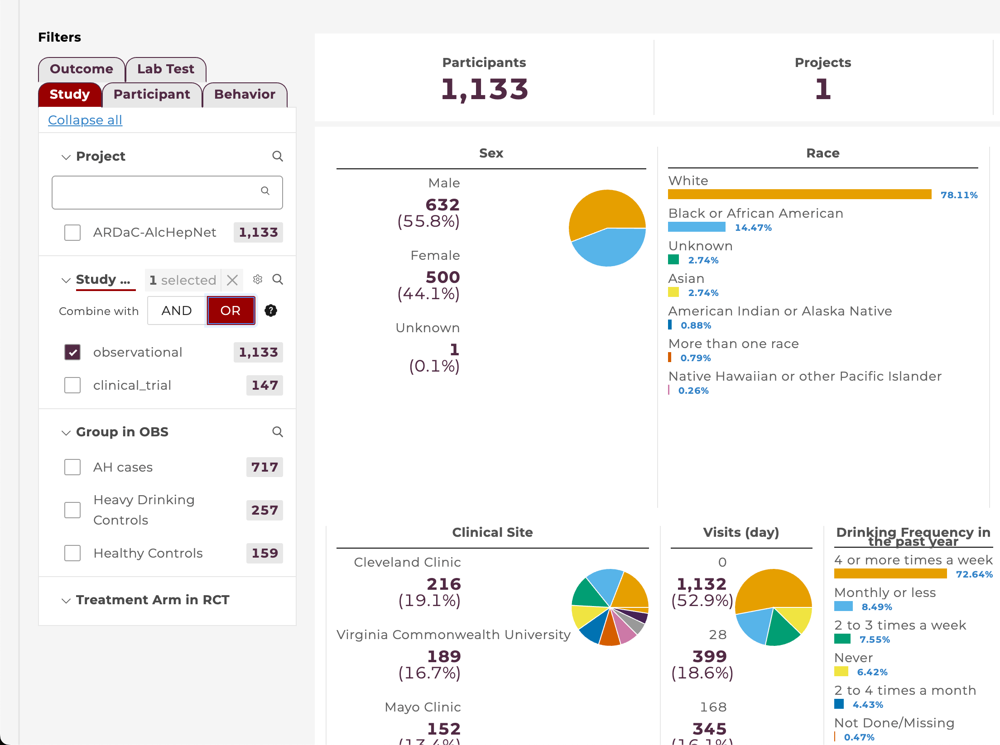 Filters
Outcome
Lab Test
Study
Participant
Behavior
Collapse all
Project
ARDaC-AlcHepNet 1,133
Study ... 1 selected
Combine with AND OR ?
observational 1,133
clinical_trial 147
Group in OBS
AH cases 717
Heavy Drinking
Controls 257
Healthy Controls 159
Treatment Arm in RCT
Participants
1,133
Projects
1
Sex
Male
632
(55.8%)
Female
500
(44.1%)
Unknown
1
(0.1%)
Race
White
78.11%
Black or African American
14.47%
Unknown
2.74%
Asian
2.74%
American Indian or Alaska Native
0.88%
More than one race
0.79%
Native Hawaiian or other Pacific Islander
0.26%
Clinical Site
Cleveland Clinic
216
(19.1%)
Virginia Commonwealth University
189
(16.7%)
Mayo Clinic
152
(13.4%)
Visits (day)
0
1,132
(52.9%)
28
399
(18.6%)
168
345
(16.1%)
Drinking Frequency in
the past year
4 or more times a week
72.64%
Monthly or less
8.49%
2 to 3 times a week
7.55%
Never
6.42%
2 to 4 times a month
4.43%
Not Done/Missing
0.47%